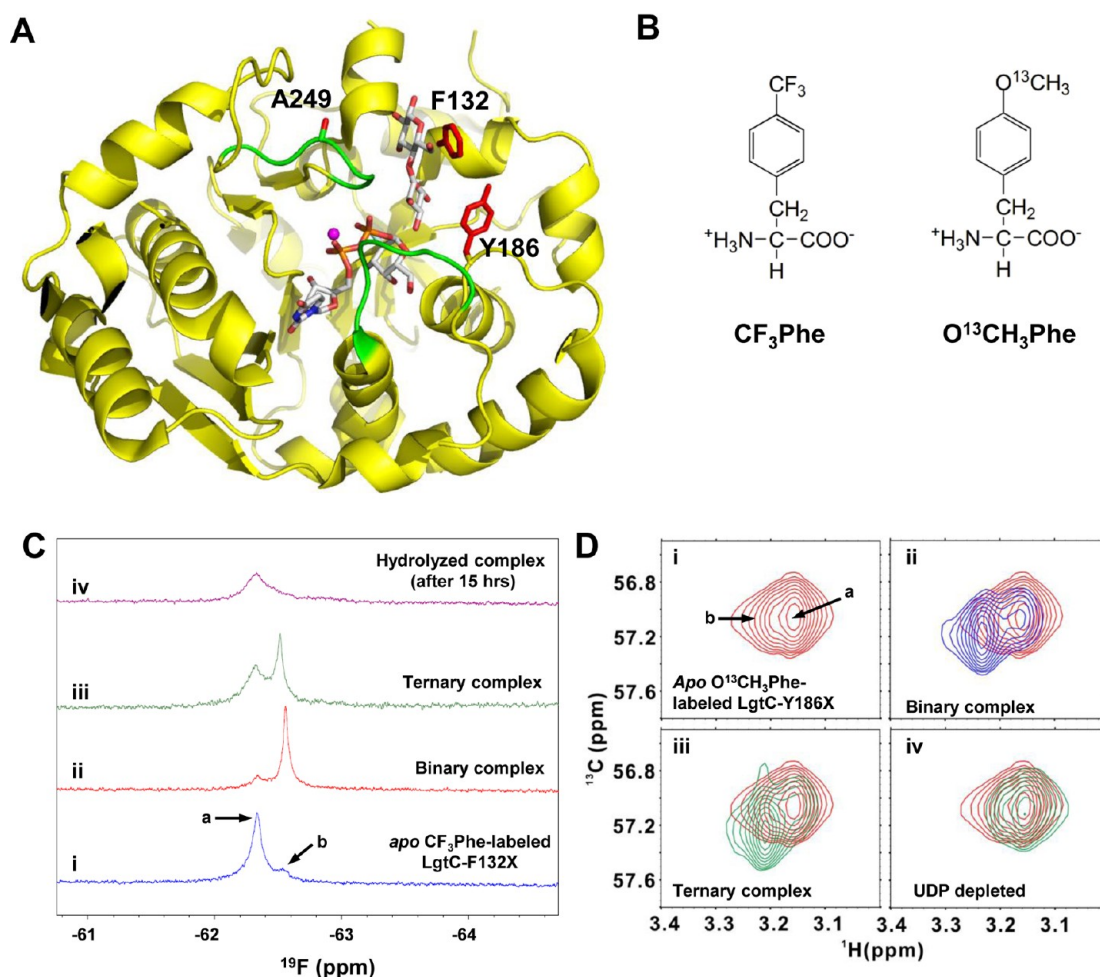 A
A249
F132
Y186
B
CF₃
CH₂
⁺H₃N–C–COO⁻
H
CF₃Phe
O¹³CH₃
CH₂
⁺H₃N–C–COO⁻
H
O¹³CH₃Phe
C
iv
Hydrolyzed complex
(after 15 hrs)
iii
Ternary complex
ii
Binary complex
a
b
i
apo CF₃Phe-labeled
LgtC-F132X
-61
-62
-63
-64
¹⁹F (ppm)
D
i
b
a
Apo O¹³CH₃Phe-
labeled LgtC-Y186X
ii
Binary complex
iii
Ternary complex
iv
UDP depleted
56.8
57.2
57.6
56.8
57.2
57.6
¹³C (ppm)
3.4
3.3
3.2
3.1
3.3
3.2
3.1
¹H(ppm)